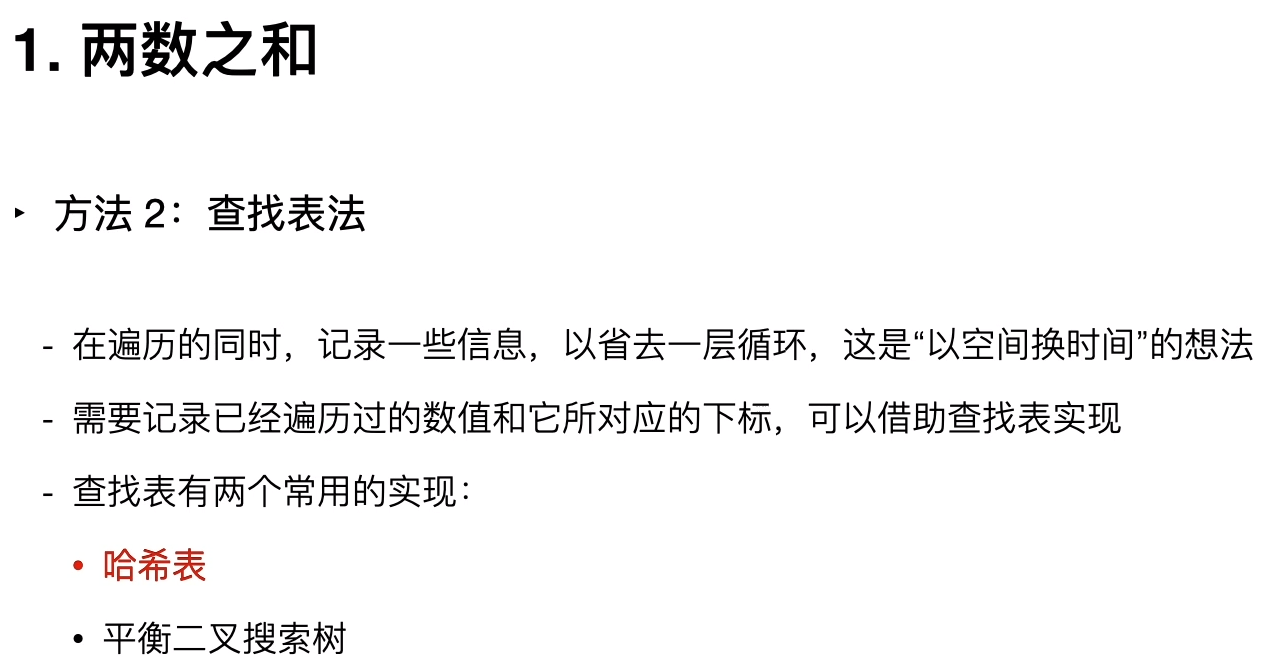 1. 两数之和
‣ 方法 2：查找表法
- 在遍历的同时，记录一些信息，以省去一层循环，这是“以空间换时间”的想法
- 需要记录已经遍历过的数值和它所对应的下标，可以借助查找表实现
- 查找表有两个常用的实现：
• 哈希表
• 平衡二叉搜索树